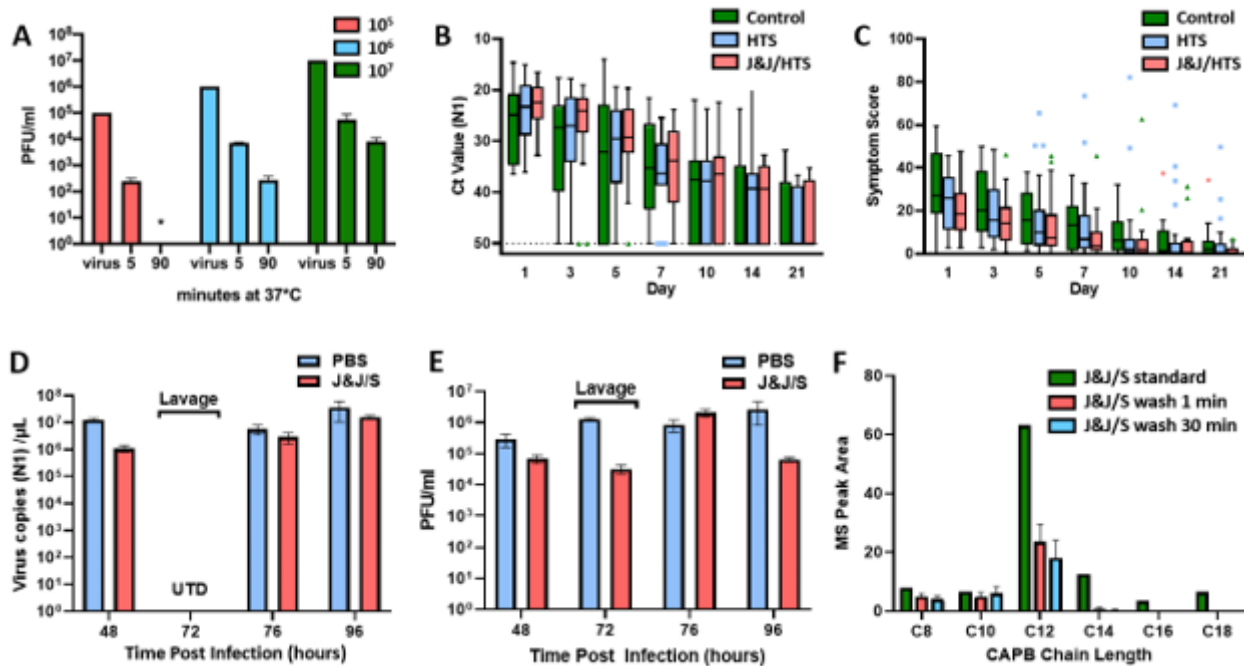 A
10⁸
10⁷
10⁶
10⁵
10⁴
10³
10²
10¹
10⁰
PFU/ml
10⁵
10⁶
10⁷
virus 5 90 virus 5 90 virus 5 90
*
minutes at 37*C
B
Control
HTS
J&J/HTS
10
20
30
40
50
Ct Value (N1)
1 3 5 7 10 14 21
Day
C
Control
HTS
J&J/HTS
100
80
60
40
20
0
Symptom Score
1 3 5 7 10 14 21
Day
D
PBS
J&J/S
Lavage
10⁸
10⁷
10⁶
10⁵
10⁴
10³
10²
10¹
10⁰
Virus copies (N1) /µL
UTD
48 72 76 96
Time Post Infection (hours)
E
PBS
J&J/S
Lavage
10⁷
10⁶
10⁵
10⁴
10³
10²
10¹
10⁰
PFU/ml
48 72 76 96
Time Post Infection (hours)
F
J&J/S standard
J&J/S wash 1 min
J&J/S wash 30 min
80
60
40
20
0
MS Peak Area
C8 C10 C12 C14 C16 C18
CAPB Chain Length